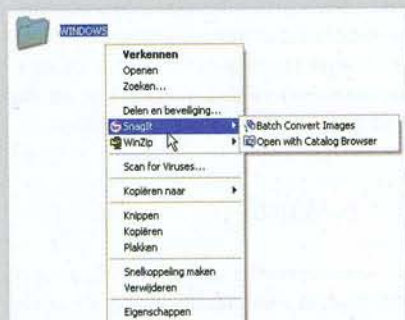 WINDOWS
Verkennen
Openen
Zoeken...
Delen en beveiliging...
SnagIt
Batch Convert Images
WinZip
Open with Catalog Browser
Scan for Viruses...
Kopiëren naar
Knippen
Kopiëren
Plakken
Snelkoppeling maken
Verwijderen
Eigenschappen